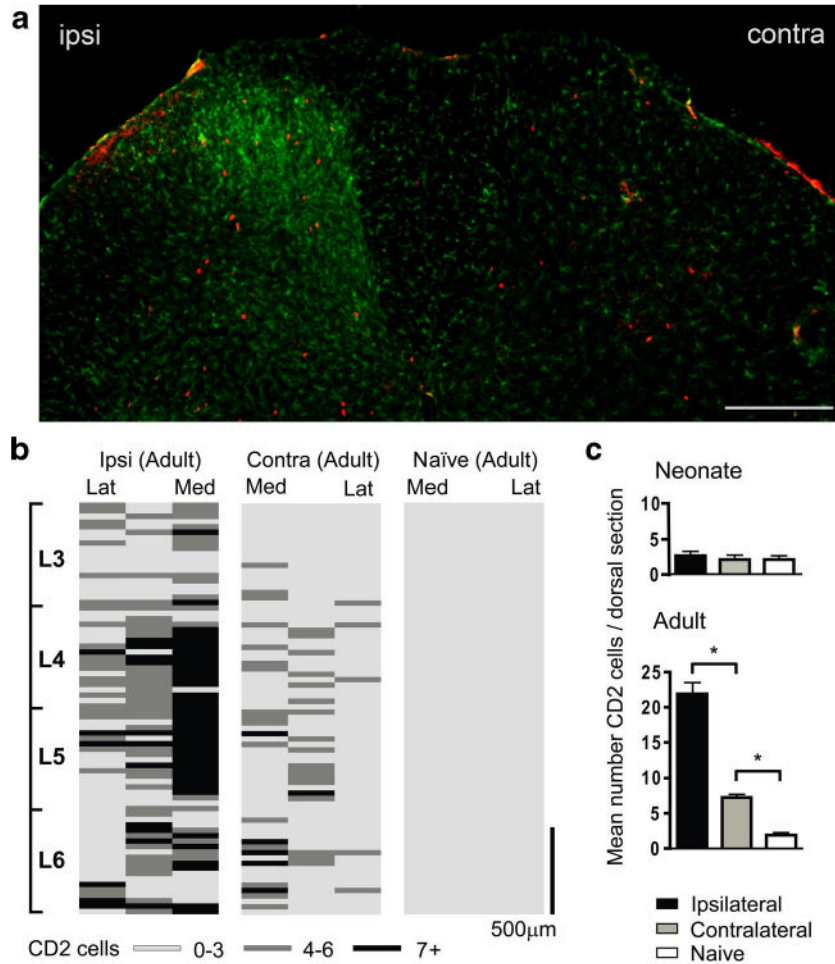 a
ipsi
contra
b
Ipsi (Adult)
Contra (Adult)
Naïve (Adult)
Lat
Med
Med
Lat
Med
Lat
L3
L4
L5
L6
500μm
CD2 cells
0-3
4-6
7+
c
Neonate
10
5
0
Adult
25
20
15
10
5
0
*
*
Mean number CD2 cells / dorsal section
Ipsilateral
Contralateral
Naive